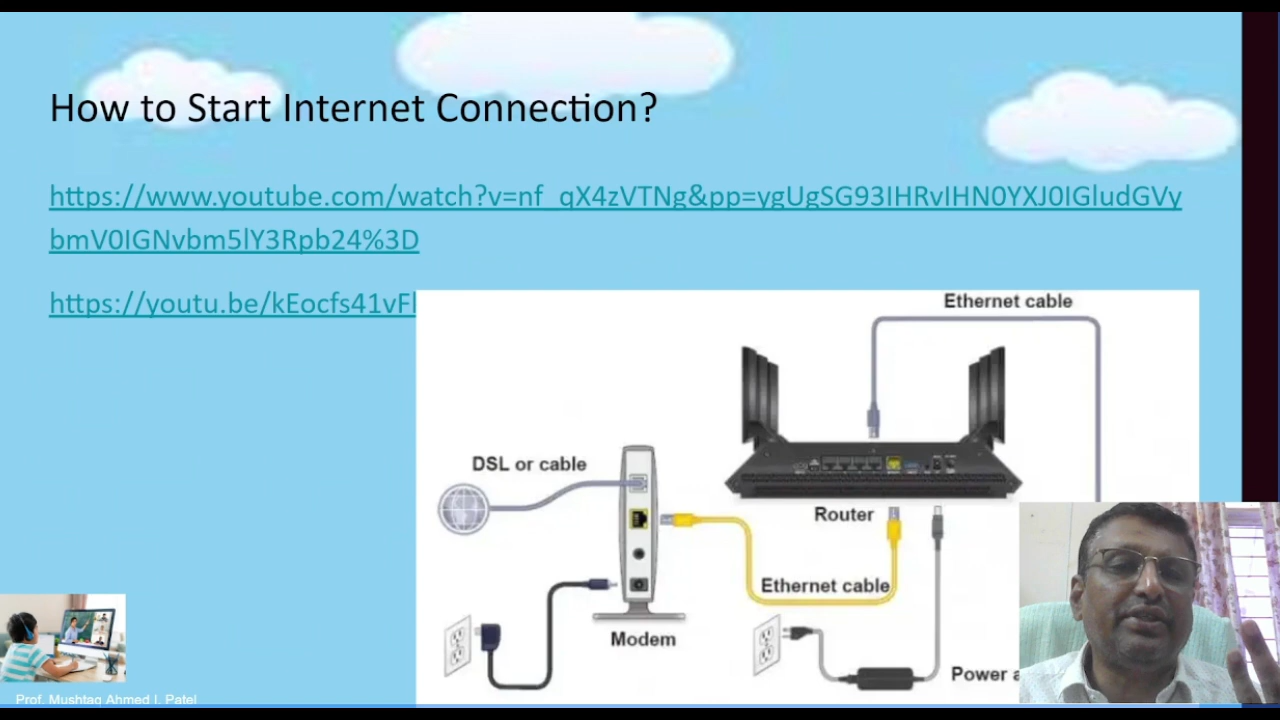 How to Start Internet Connection?
https://www.youtube.com/watch?v=nf_qX4zVTNg&pp=ygUgSG93IHRvIHN0YXJ0IGludGVy
bmV0IGNvbm5lY3Rpb24%3D
https://youtu.be/kEocfs41vF
Ethernet cable
DSL or cable
Router
Ethernet cable
Modem
Power a
Prof. Mushtaq Ahmed I. Patel